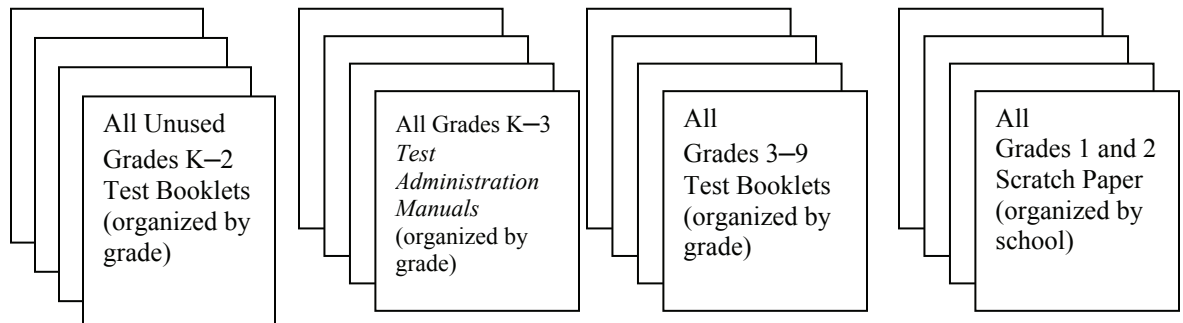 All Unused
Grades K–2
Test Booklets
(organized by
grade)
All Grades K–3
Test
Administration
Manuals
(organized by
grade)
All
Grades 3–9
Test Booklets
(organized by
grade)
All
Grades 1 and 2
Scratch Paper
(organized by
school)